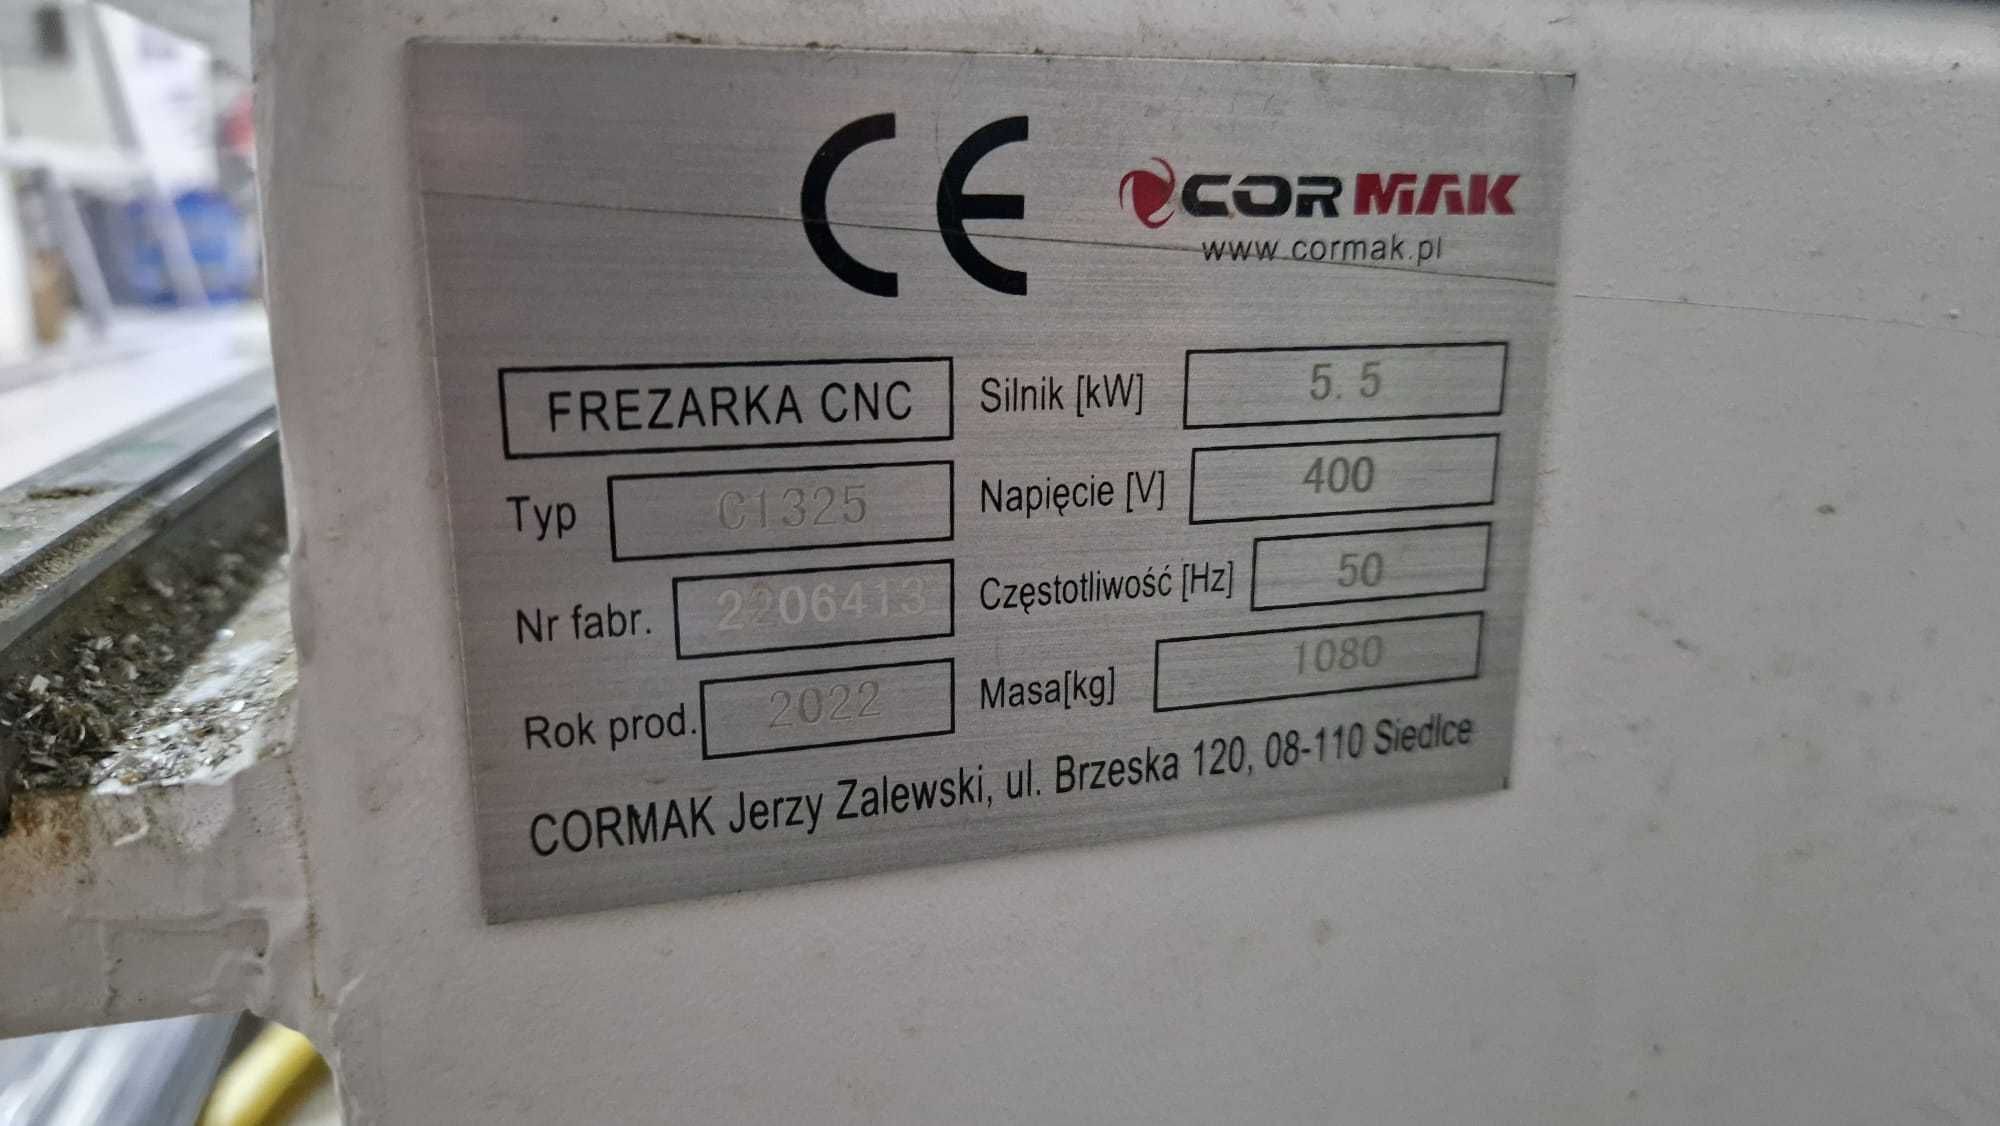 CE
CORMAK
www.cormak.pl
FREZARKA CNC
Typ C1325
Nr fabr. 2206413
Rok prod. 2022
Silnik [kW] 5.5
Napięcie [V] 400
Częstotliwość [Hz] 50
Masa[kg] 1080
CORMAK Jerzy Zalewski, ul. Brzeska 120, 08-110 Siedlce